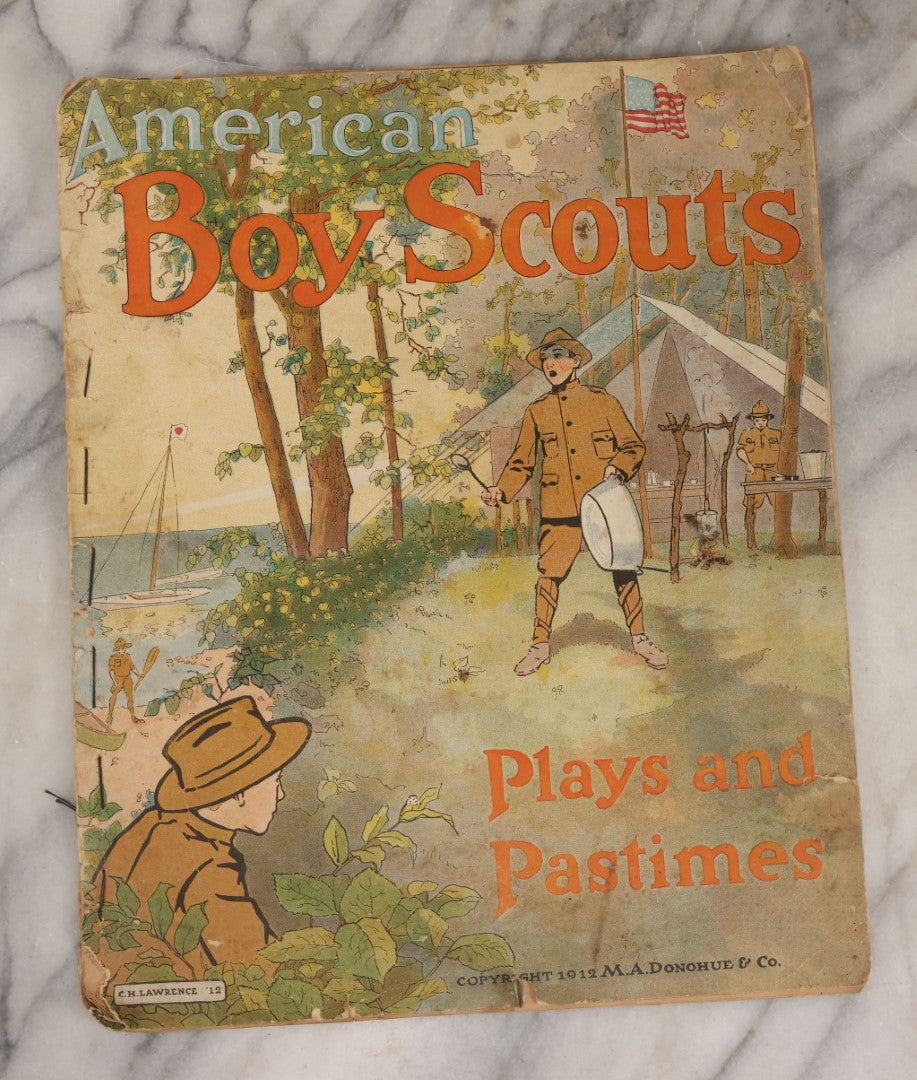 American
Boy Scouts
Plays and
Pastimes
COPYRIGHT 1912 M.A. DONOHUE & CO.
C.H. LAWRENCE '12